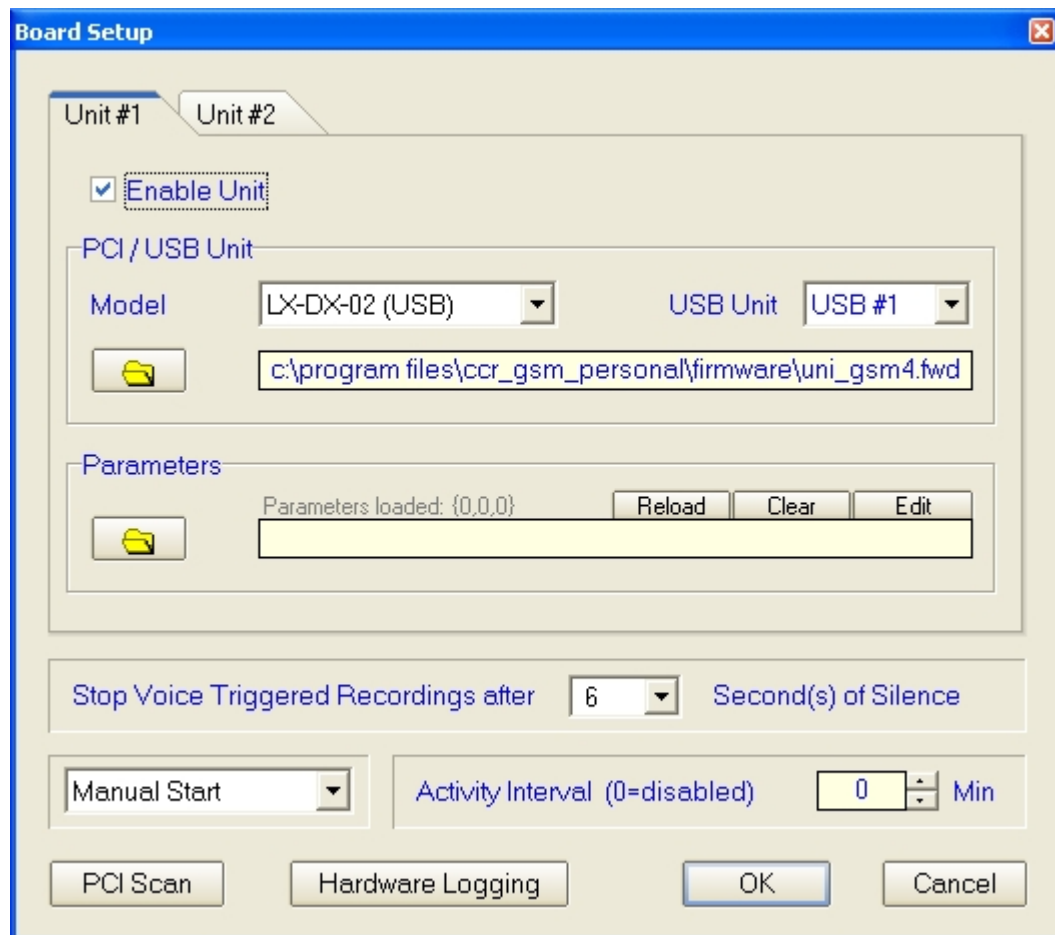 Board Setup
Unit #1 Unit #2
Enable Unit
PCI / USB Unit
Model LX-DX-02 (USB) USB Unit USB #1
c:\program files\ccr_gsm_personal\firmware\uni_gsm4.fwd
Parameters
Parameters loaded: {0,0,0} Reload Clear Edit
Stop Voice Triggered Recordings after 6 Second(s) of Silence
Manual Start Activity Interval (0=disabled) 0 Min
PCI Scan Hardware Logging OK Cancel